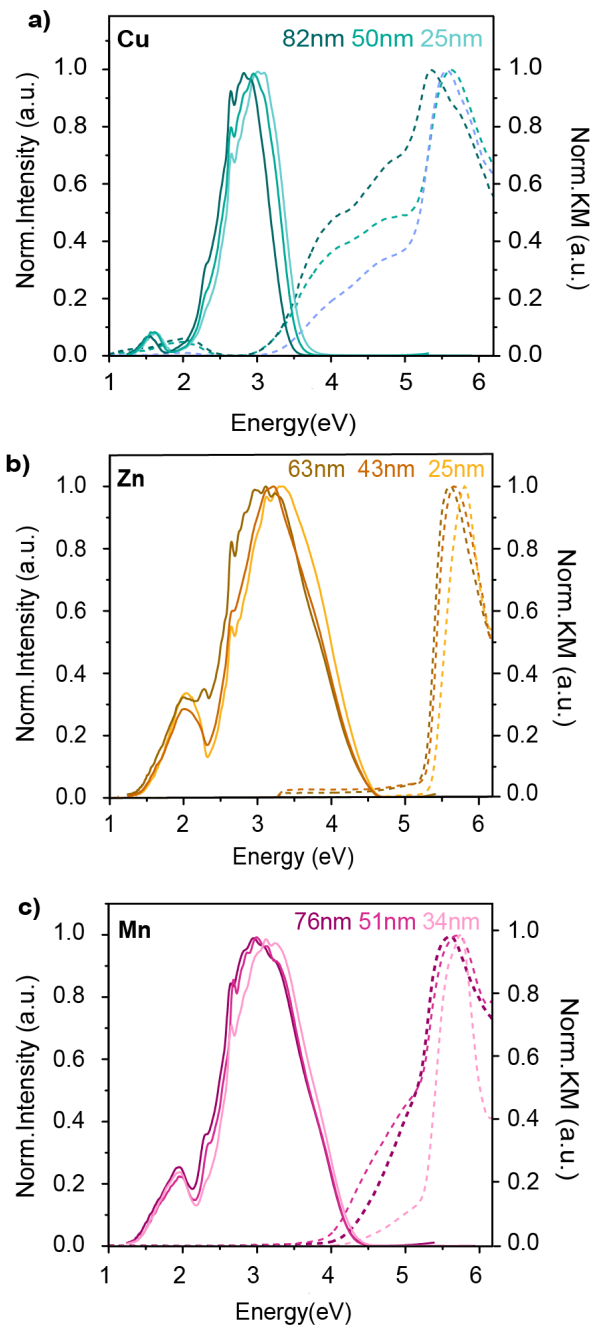 a)
Cu
82nm 50nm 25nm
Norm.Intensity (a.u.)
1.0
0.8
0.6
0.4
0.2
0.0
1.0
0.8
0.6
0.4
0.2
0.0
Norm.KM (a.u.)
1 2 3 4 5 6
Energy(eV)
b)
Zn
63nm 43nm 25nm
Norm.Intensity (a.u.)
1.0
0.8
0.6
0.4
0.2
0.0
1.0
0.8
0.6
0.4
0.2
0.0
Norm.KM (a.u.)
1 2 3 4 5 6
Energy (eV)
c)
Mn
76nm 51nm 34nm
Norm.Intensity (a.u.)
1.0
0.8
0.6
0.4
0.2
0.0
1.0
0.8
0.6
0.4
0.2
0.0
Norm.KM (a.u.)
1 2 3 4 5 6
Energy(eV)